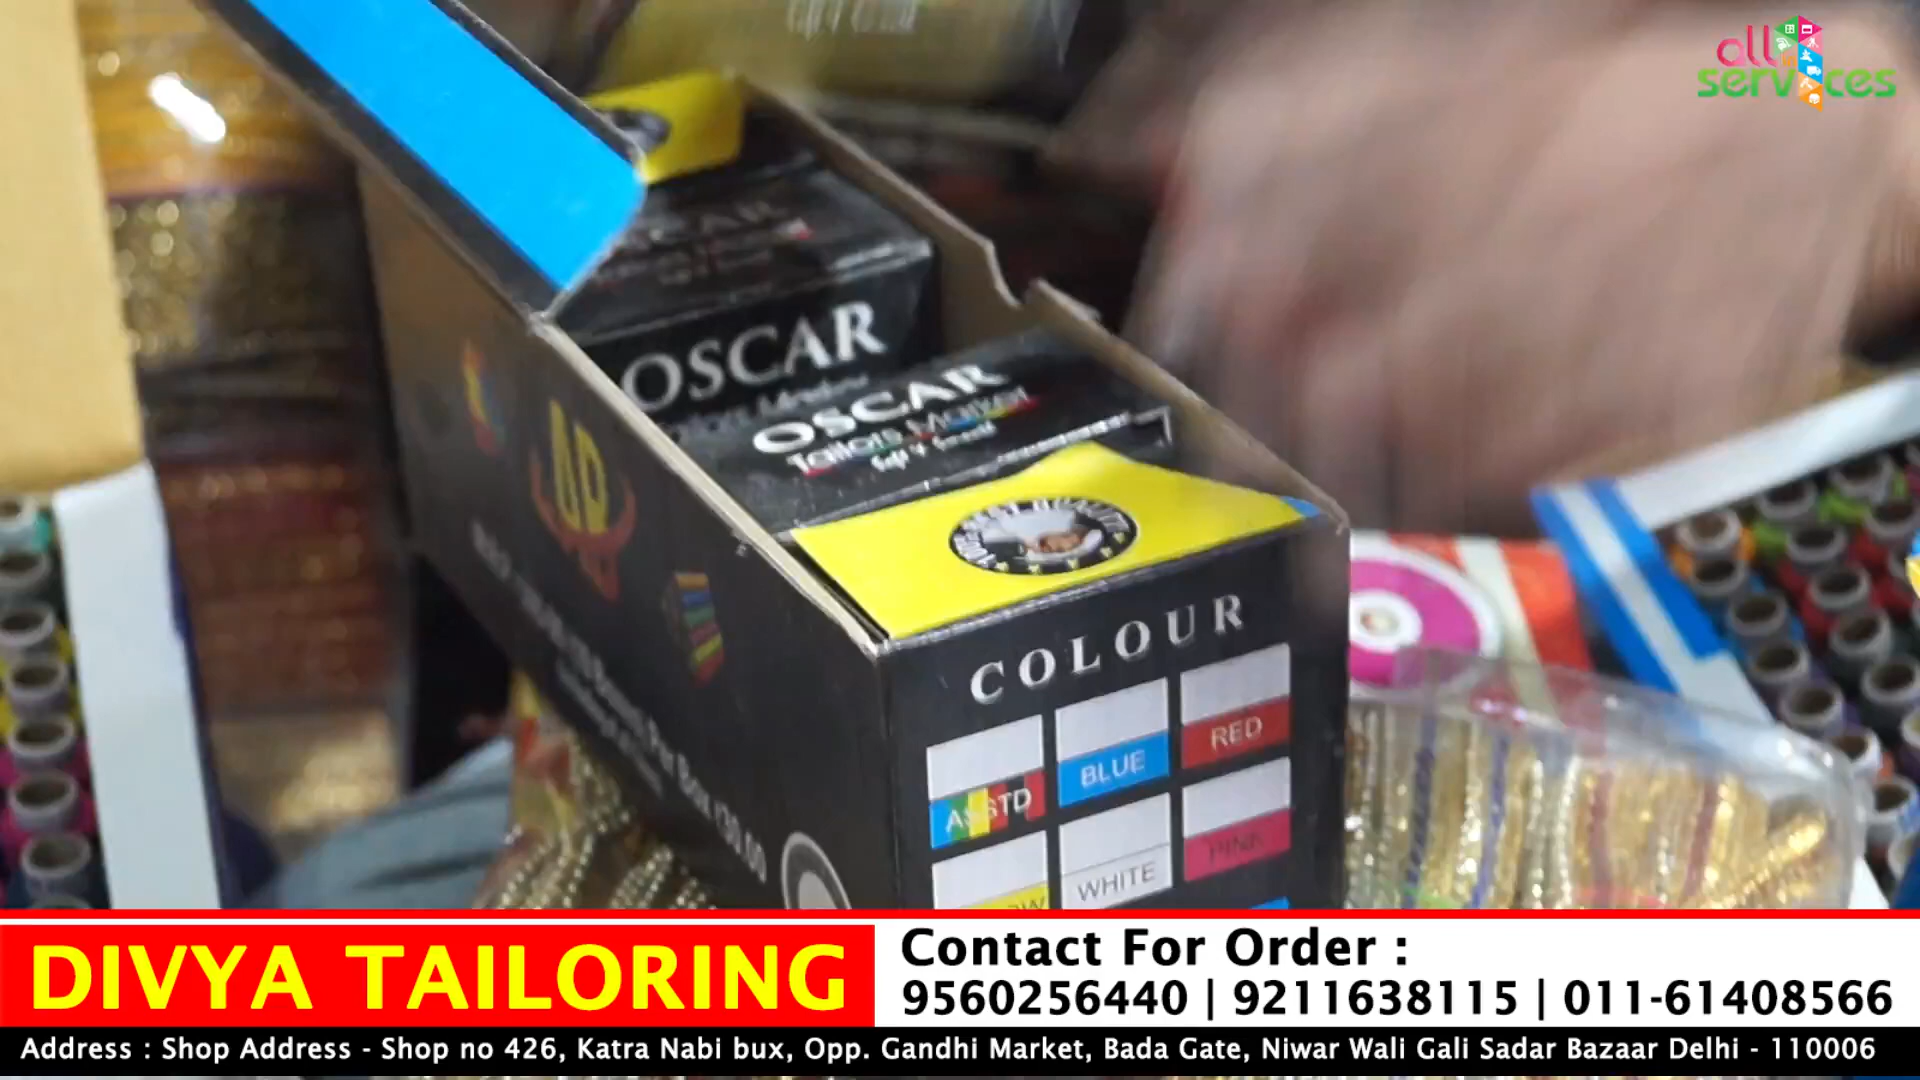 all
services
OSCAR
OSCAR
Tailors Market
COLOUR
ASSTD
BLUE
RED
WHITE
PINK
DIVYA TAILORING
Contact For Order :
9560256440 | 9211638115 | 011-61408566
Address : Shop Address - Shop no 426, Katra Nabi bux, Opp. Gandhi Market, Bada Gate, Niwar Wali Gali Sadar Bazaar Delhi - 110006